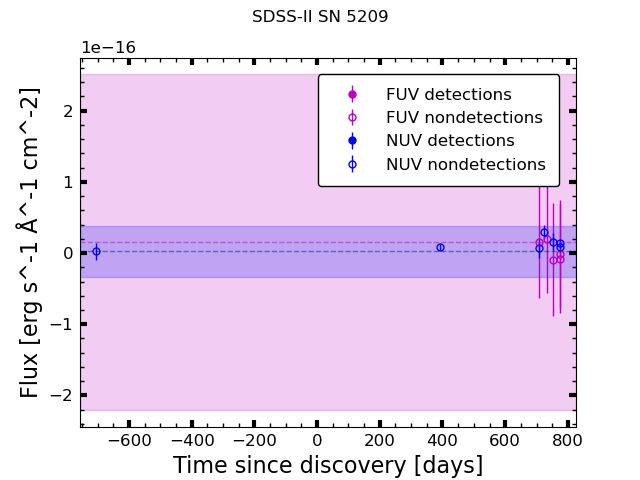 SDSS-II SN 5209
1e−16
FUV detections
FUV nondetections
NUV detections
NUV nondetections
2
1
0
−1
−2
Flux [erg s^-1 Å^-1 cm^-2]
−600 −400 −200 0 200 400 600 800
Time since discovery [days]